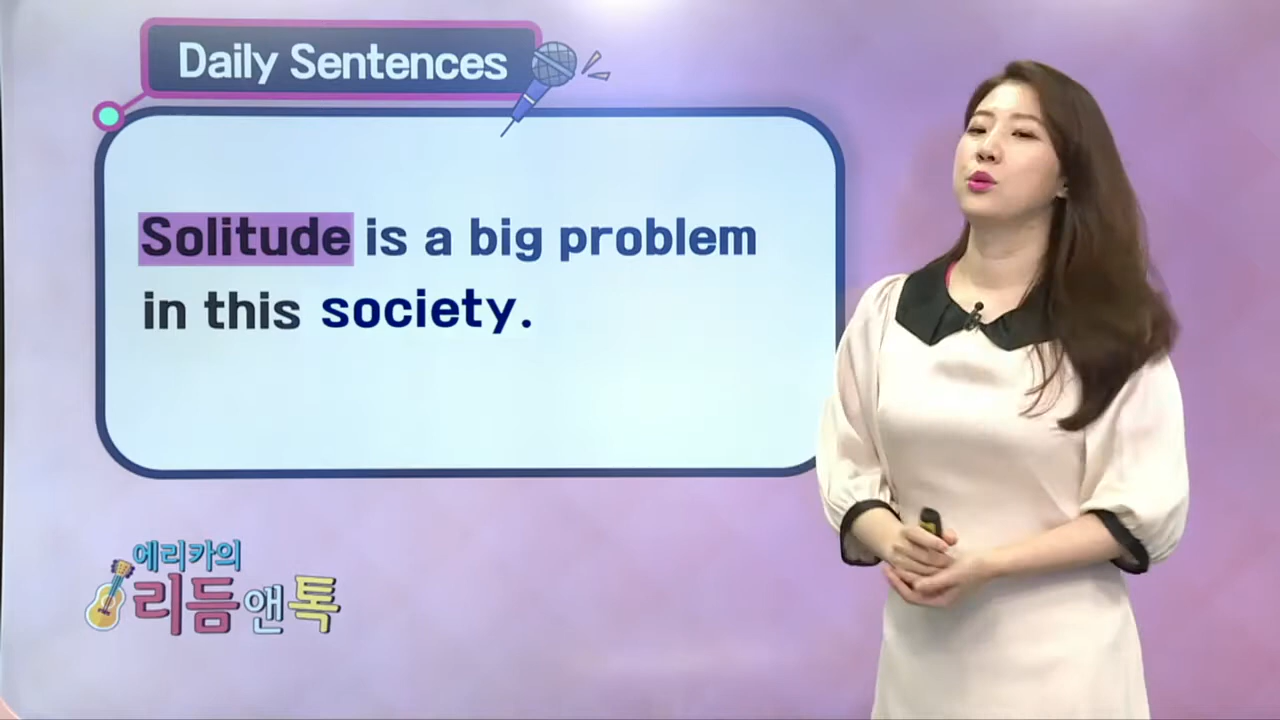 Daily Sentences
Solitude is a big problem
in this society.
에리카의
리듬앤톡